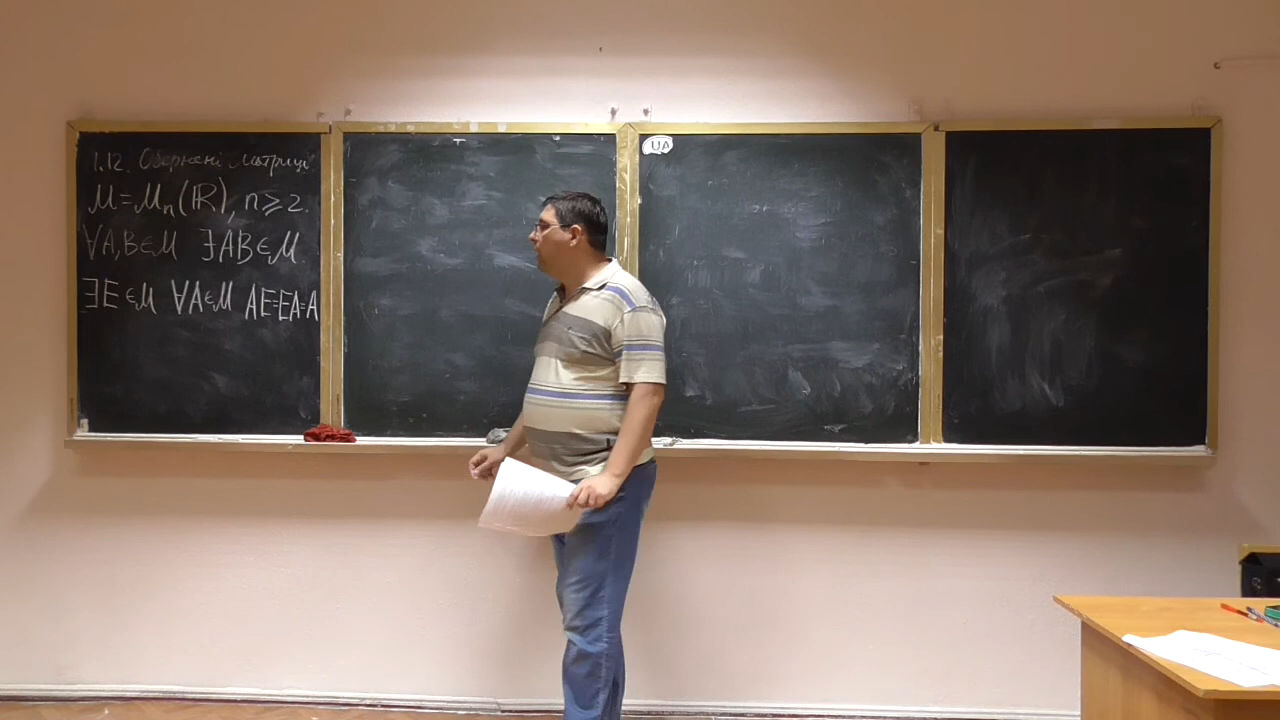 1.12. Обернені матриці
M = Mₙ(ℝ), n ⩾ 2.
∀A,B∈M ∃AB∈M
∃E∈M ∀A∈M AE=EA=A
UA